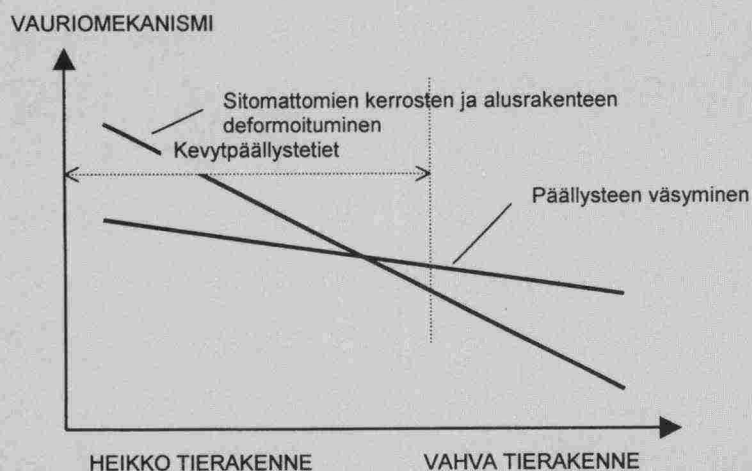 VAURIOMEKANISMI
Sitomattomien kerrosten ja alusrakenteen
deformoituminen
Kevytpäällystetiet
Päällysteen väsyminen
HEIKKO TIERAKENNE
VAHVA TIERAKENNE